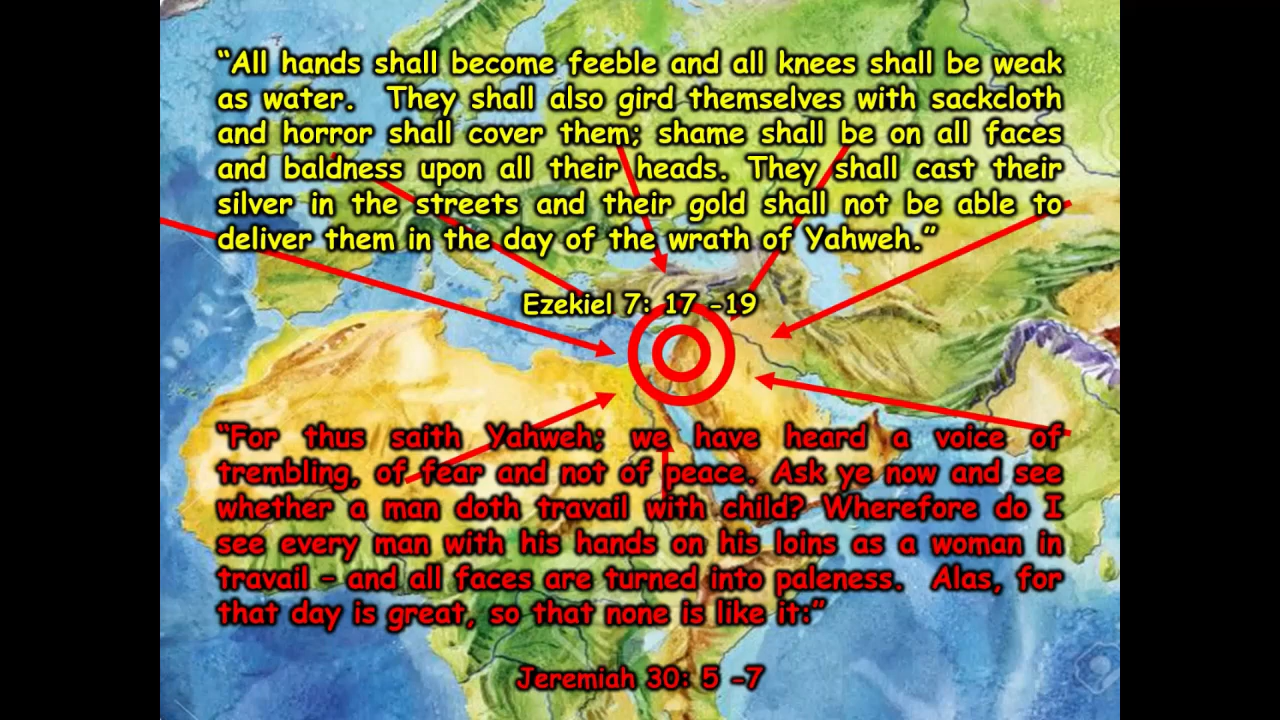 “All hands shall become feeble and all knees shall be weak
as water. They shall also gird themselves with sackcloth
and horror shall cover them; shame shall be on all faces
and baldness upon all their heads. They shall cast their
silver in the streets and their gold shall not be able to
deliver them in the day of the wrath of Yahweh.”
Ezekiel 7: 17 -19
“For thus saith Yahweh; we have heard a voice of
trembling, of fear and not of peace. Ask ye now and see
whether a man doth travail with child? Wherefore do I
see every man with his hands on his loins as a woman in
travail – and all faces are turned into paleness. Alas, for
that day is great, so that none is like it:”
Jeremiah 30: 5 -7